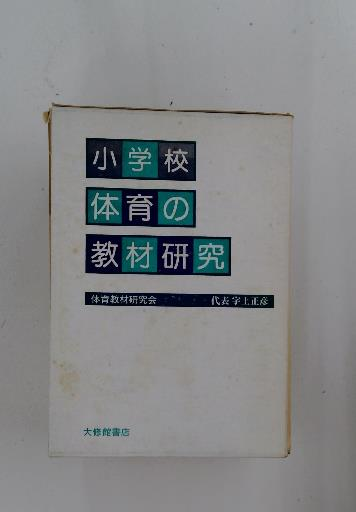 小学校
体育の
教材研究
体育教材研究会 代表 宇土正彦
大修館書店